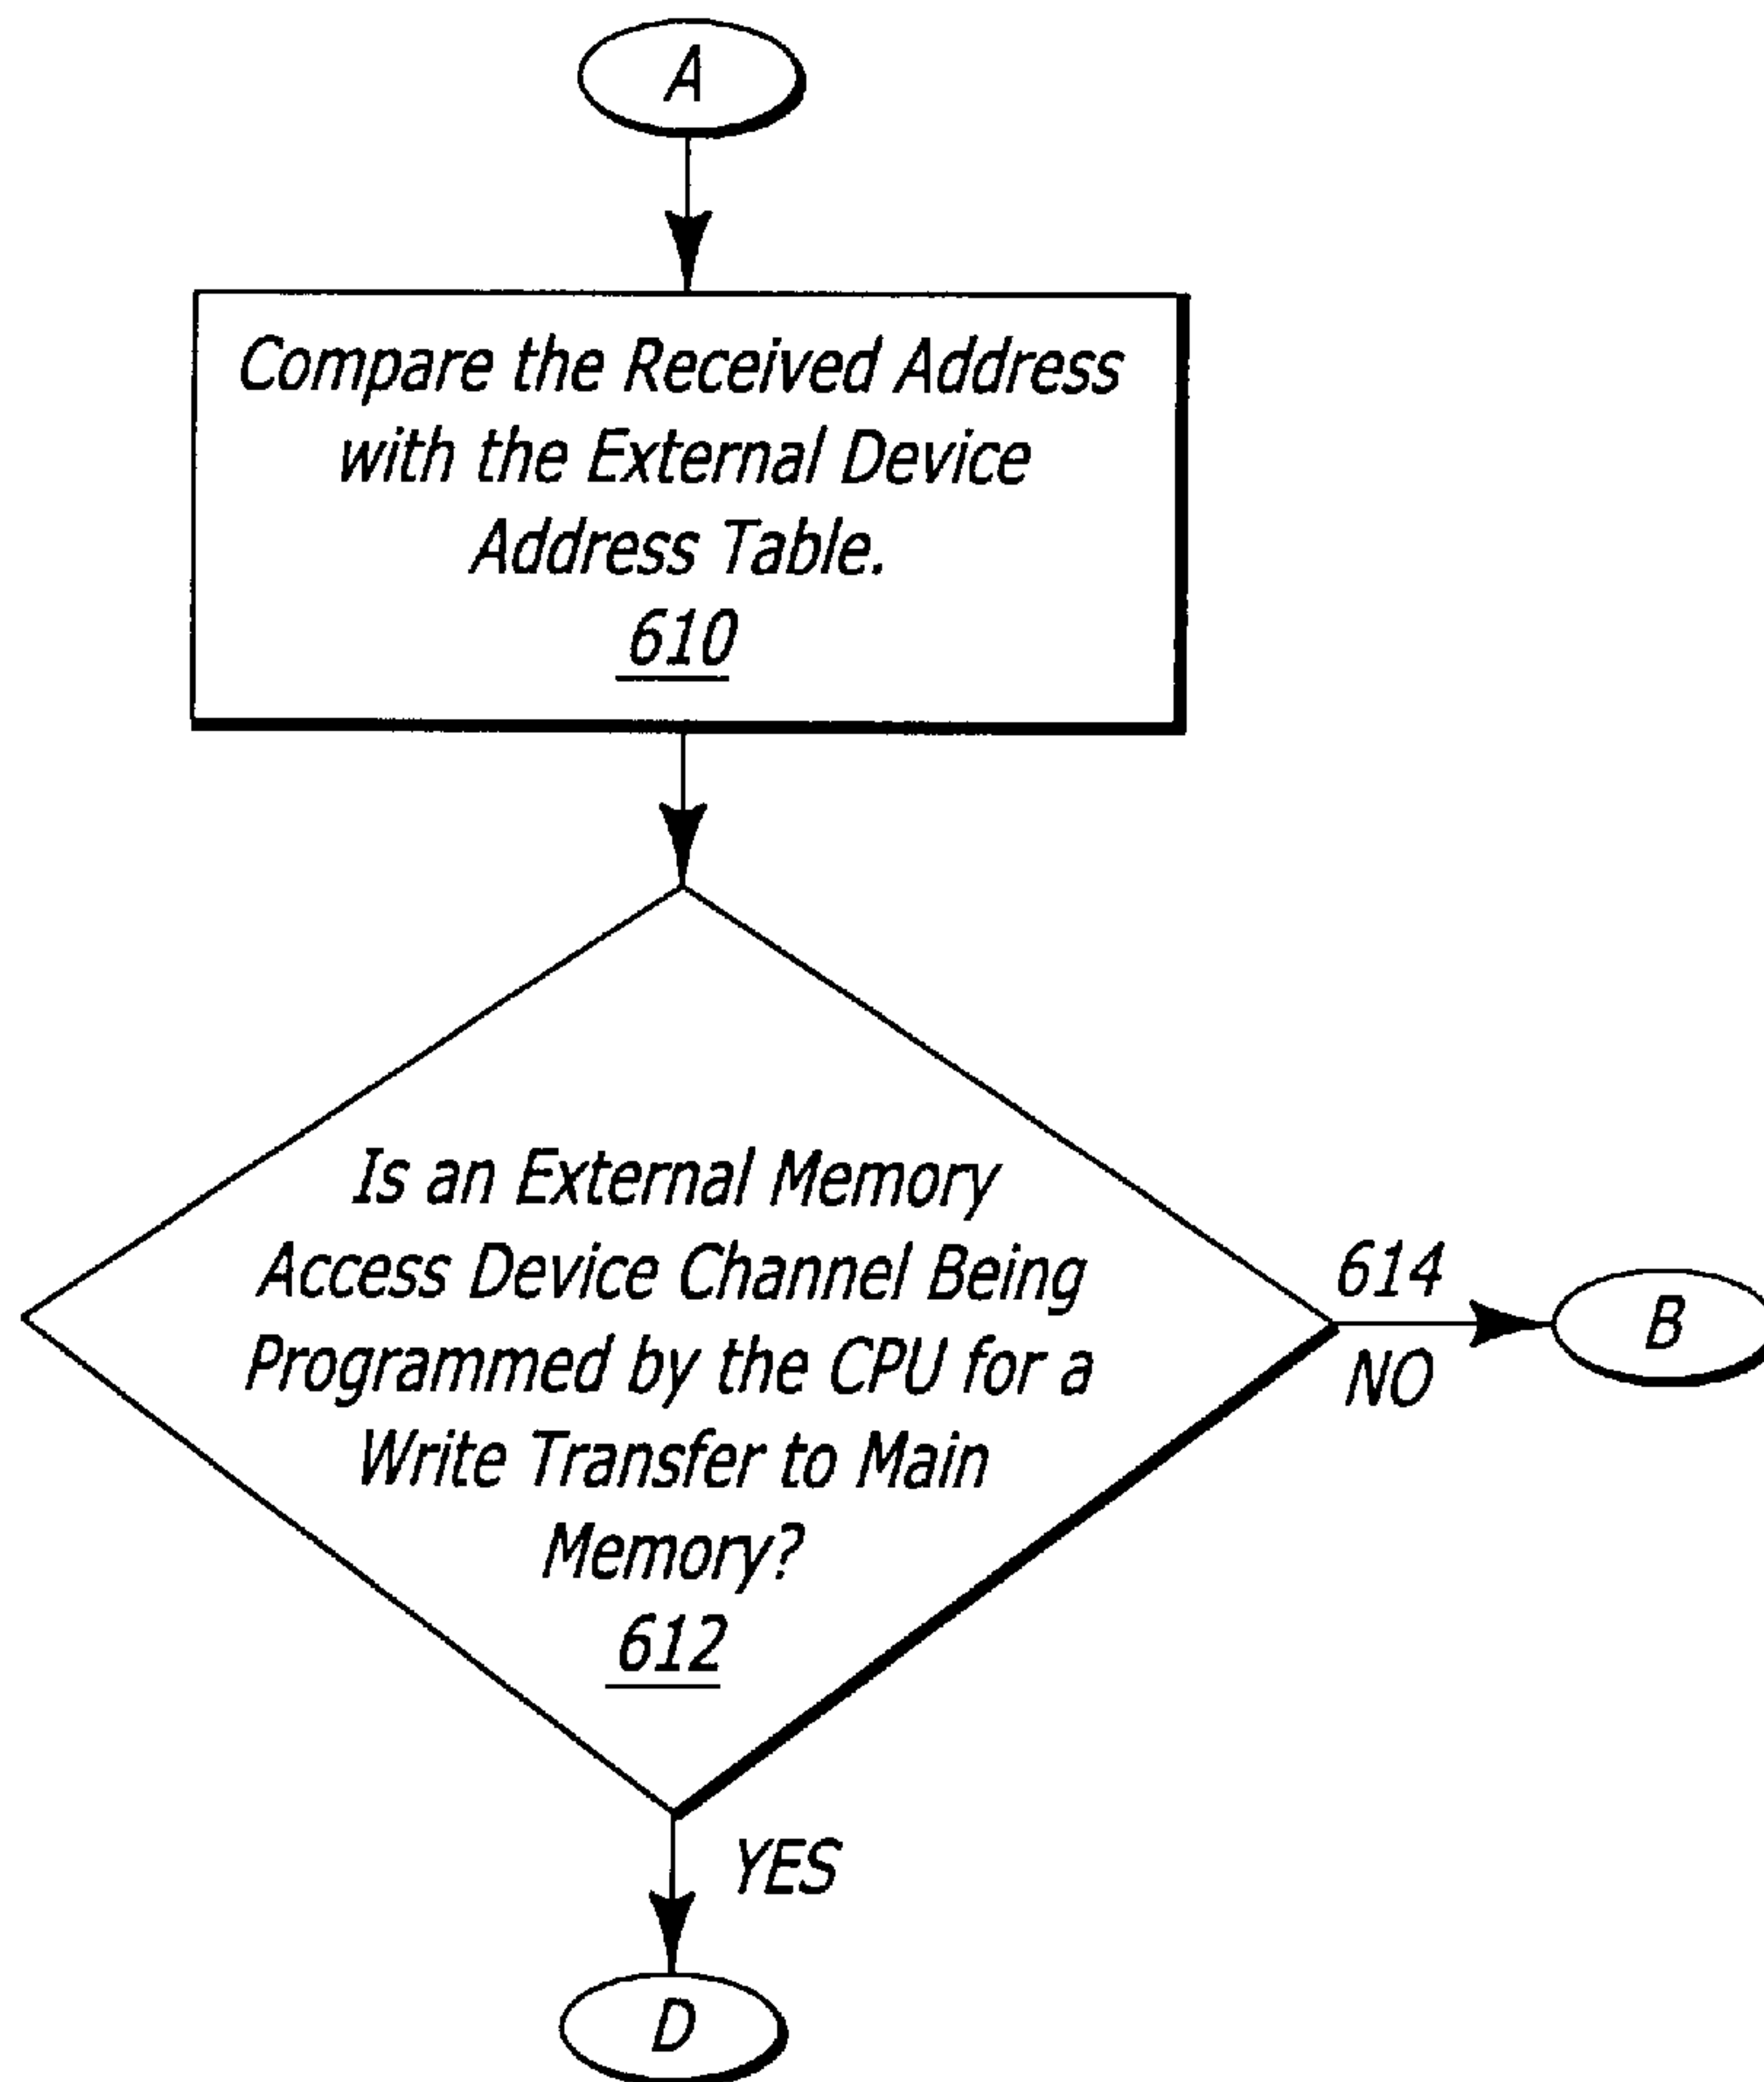 A
Compare the Received Address
with the External Device
Address Table.
610
Is an External Memory
Access Device Channel Being
Programmed by the CPU for a
Write Transfer to Main
Memory?
612
614
NO
B
YES
D